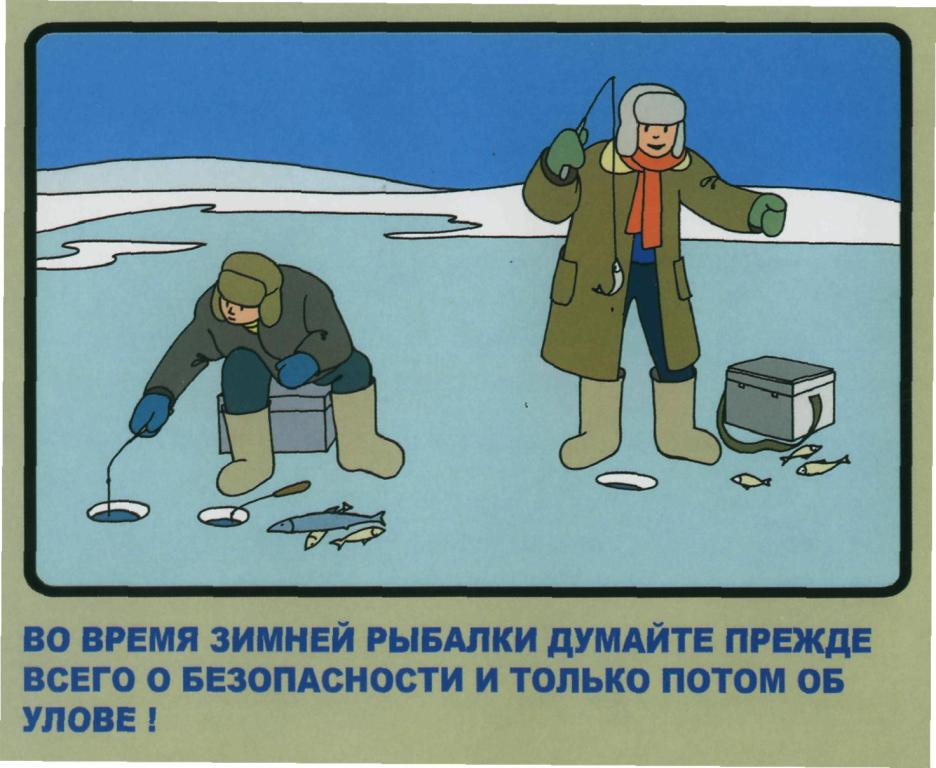 ВО ВРЕМЯ ЗИМНЕЙ РЫБАЛКИ ДУМАЙТЕ ПРЕЖДЕ
ВСЕГО О БЕЗОПАСНОСТИ И ТОЛЬКО ПОТОМ ОБ
УЛОВЕ !